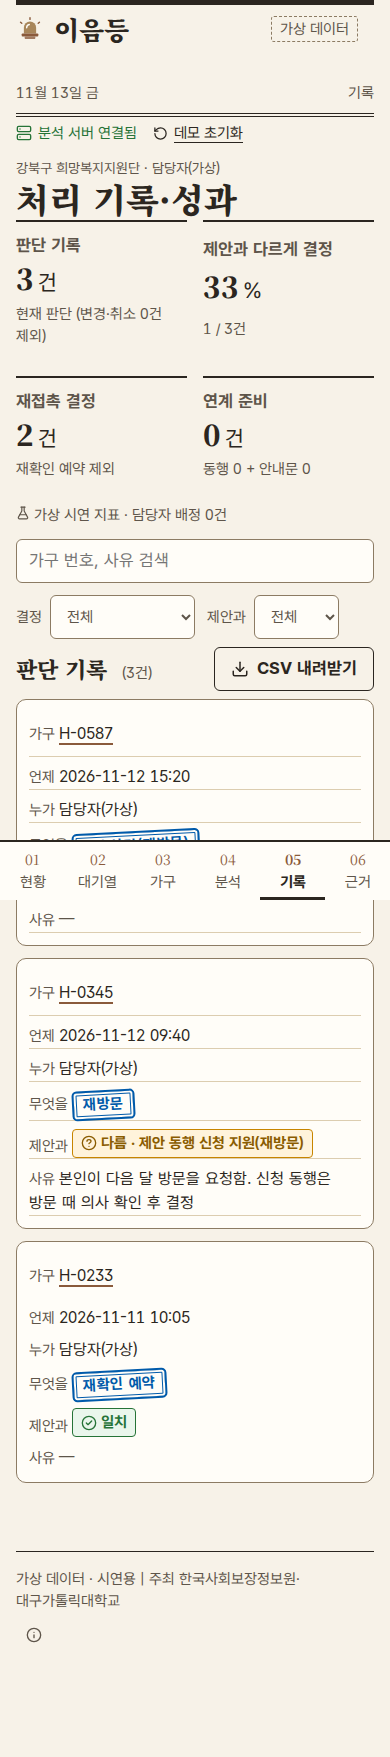 이음등
가상 데이터
11월 13일 금
기록
분석 서버 연결됨
데모 초기화
강북구 희망복지지원단 · 담당자(가상)
처리 기록·성과
판단 기록
3 건
현재 판단 (변경·취소 0건
제외)
제안과 다르게 결정
33 %
1 / 3건
재접촉 결정
2 건
재확인 예약 제외
연계 준비
0 건
동행 0 + 안내문 0
가상 시연 지표 · 담당자 배정 0건
가구 번호, 사유 검색
결정 전체
제안과 전체
판단 기록 (3건)
CSV 내려받기
가구 H-0587
언제 2026-11-12 15:20
누가 담당자(가상)
01 02 03 04 05 06
현황 대기열 가구 분석 기록 근거
사유 —
가구 H-0345
언제 2026-11-12 09:40
누가 담당자(가상)
무엇을 재방문
제안과 다름 · 제안 동행 신청 지원(재방문)
사유 본인이 다음 달 방문을 요청함. 신청 동행은
방문 때 의사 확인 후 결정
가구 H-0233
언제 2026-11-11 10:05
누가 담당자(가상)
무엇을 재확인 예약
제안과 일치
사유 —
가상 데이터 · 시연용 | 주최 한국사회보장정보원·
대구가톨릭대학교